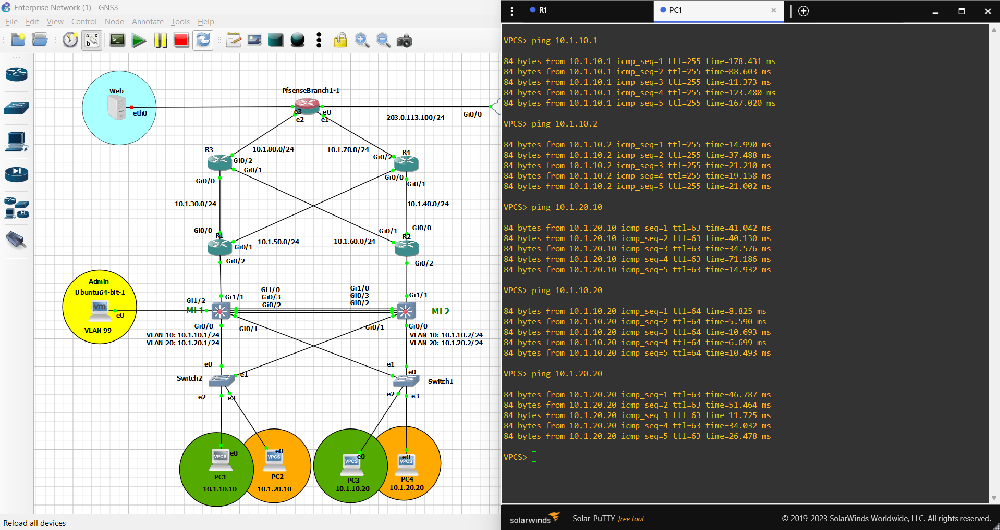 Enterprise Network (1) - GNS3
File Edit View Control Node Annotate Tools Help
Web
eth0
PfsenseBranch1-1
e3
e0
e2
e1
203.0.113.100/24
Gi0/0
R3
10.1.80.0/24
10.1.70.0/24
R4
Gi0/2
Gi0/2
Gi0/1
Gi0/0
Gi0/0
Gi0/1
10.1.30.0/24
10.1.40.0/24
Gi0/0
Gi0/1
Gi0/0
R1
R2
Gi0/1
10.1.50.0/24
10.1.60.0/24
Gi0/2
Gi0/2
Admin
Ubuntu64-bit-1
vm
e0
VLAN 99
Gi1/2
Gi1/1
Gi1/0
Gi0/3
Gi0/2
Gi1/0
Gi0/3
Gi0/2
Gi1/1
ML1
ML2
Gi0/0
Gi0/1
Gi0/1
Gi0/0
VLAN 10: 10.1.10.1/24
VLAN 20: 10.1.20.1/24
VLAN 10: 10.1.10.2/24
VLAN 20: 10.1.20.2/24
e0
e1
e1
e0
Switch2
Switch1
e2
e3
e2
e3
VPCS
e0
PC1
10.1.10.10
VPCS
e0
PC2
10.1.20.10
VPCS
e0
PC3
10.1.10.20
VPCS
e0
PC4
10.1.20.20
Reload all devices
R1
PC1
VPCS> ping 10.1.10.1
84 bytes from 10.1.10.1 icmp_seq=1 ttl=255 time=178.431 ms
84 bytes from 10.1.10.1 icmp_seq=2 ttl=255 time=88.603 ms
84 bytes from 10.1.10.1 icmp_seq=3 ttl=255 time=11.373 ms
84 bytes from 10.1.10.1 icmp_seq=4 ttl=255 time=123.480 ms
84 bytes from 10.1.10.1 icmp_seq=5 ttl=255 time=167.020 ms
VPCS> ping 10.1.10.2
84 bytes from 10.1.10.2 icmp_seq=1 ttl=255 time=14.990 ms
84 bytes from 10.1.10.2 icmp_seq=2 ttl=255 time=37.488 ms
84 bytes from 10.1.10.2 icmp_seq=3 ttl=255 time=21.210 ms
84 bytes from 10.1.10.2 icmp_seq=4 ttl=255 time=19.158 ms
84 bytes from 10.1.10.2 icmp_seq=5 ttl=255 time=21.002 ms
VPCS> ping 10.1.20.10
84 bytes from 10.1.20.10 icmp_seq=1 ttl=63 time=41.042 ms
84 bytes from 10.1.20.10 icmp_seq=2 ttl=63 time=40.130 ms
84 bytes from 10.1.20.10 icmp_seq=3 ttl=63 time=34.576 ms
84 bytes from 10.1.20.10 icmp_seq=4 ttl=63 time=71.186 ms
84 bytes from 10.1.20.10 icmp_seq=5 ttl=63 time=14.932 ms
VPCS> ping 10.1.10.20
84 bytes from 10.1.10.20 icmp_seq=1 ttl=64 time=8.825 ms
84 bytes from 10.1.10.20 icmp_seq=2 ttl=64 time=5.590 ms
84 bytes from 10.1.10.20 icmp_seq=3 ttl=64 time=10.693 ms
84 bytes from 10.1.10.20 icmp_seq=4 ttl=64 time=6.699 ms
84 bytes from 10.1.10.20 icmp_seq=5 ttl=64 time=10.493 ms
VPCS> ping 10.1.20.20
84 bytes from 10.1.20.20 icmp_seq=1 ttl=63 time=46.787 ms
84 bytes from 10.1.20.20 icmp_seq=2 ttl=63 time=51.464 ms
84 bytes from 10.1.20.20 icmp_seq=3 ttl=63 time=11.725 ms
84 bytes from 10.1.20.20 icmp_seq=4 ttl=63 time=34.032 ms
84 bytes from 10.1.20.20 icmp_seq=5 ttl=63 time=26.478 ms
VPCS>
solarwinds Solar-PuTTY free tool © 2019-2023 SolarWinds Worldwide, LLC. All rights reserved.